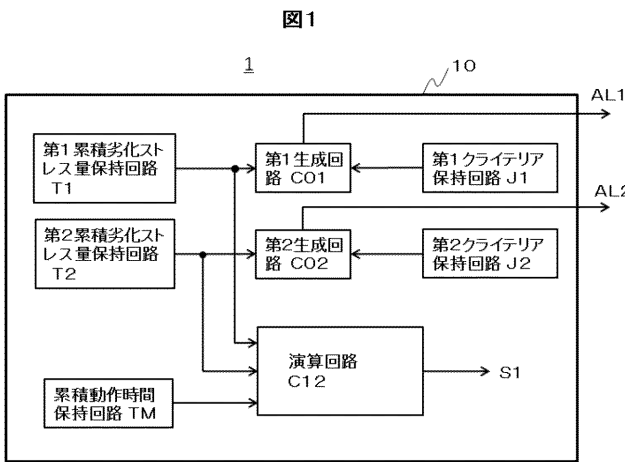 図1
1
10
AL1
第1累積劣化スト
レス量保持回路
T1
第1生成回
路 CO1
第1クライテリア
保持回路 J1
AL2
第2累積劣化スト
レス量保持回路
T2
第2生成回
路 CO2
第2クライテリア
保持回路 J2
演算回路
C12
S1
累積動作時間
保持回路 TM